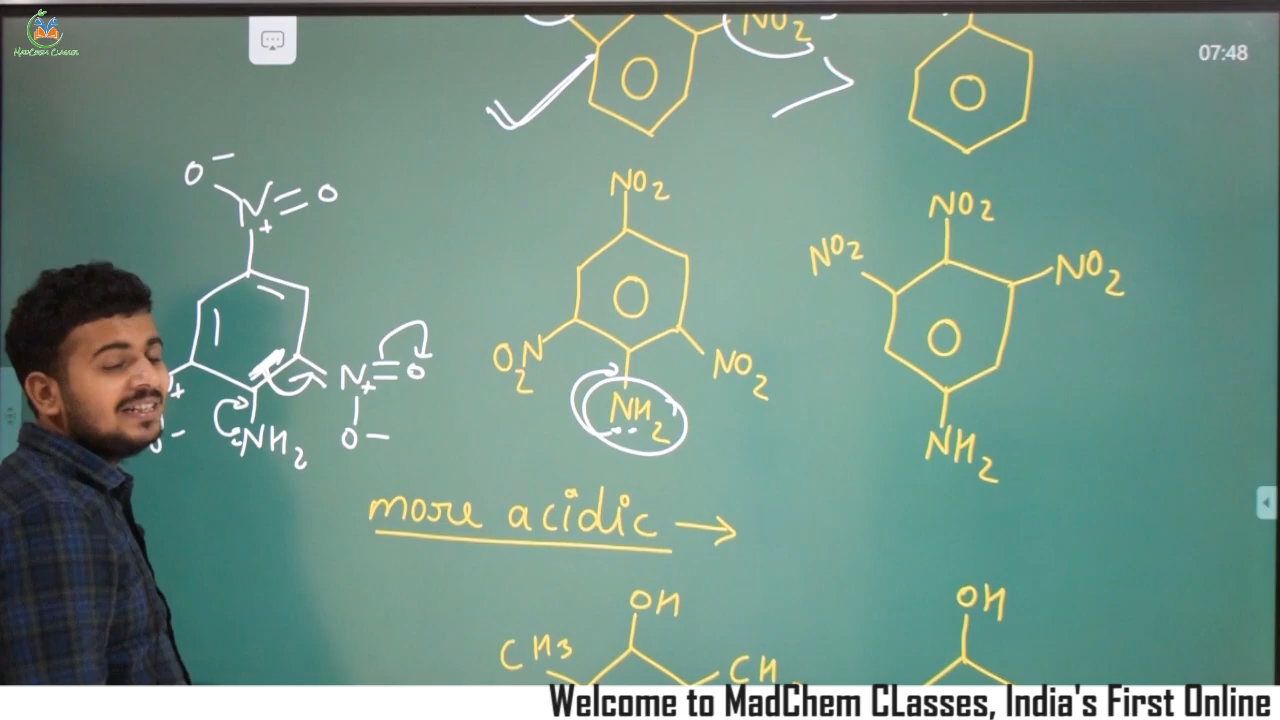 MADCHEM CLASSES
07:48
NO2
O−
N+
O
NO2
NO2
NO2
NO2
O2N
NO2
N+
O
+
NH2
O−
−
NH2
NH2
more acidic →
OH
OH
CH3
CH
Welcome to MadChem CLasses, India's First Online